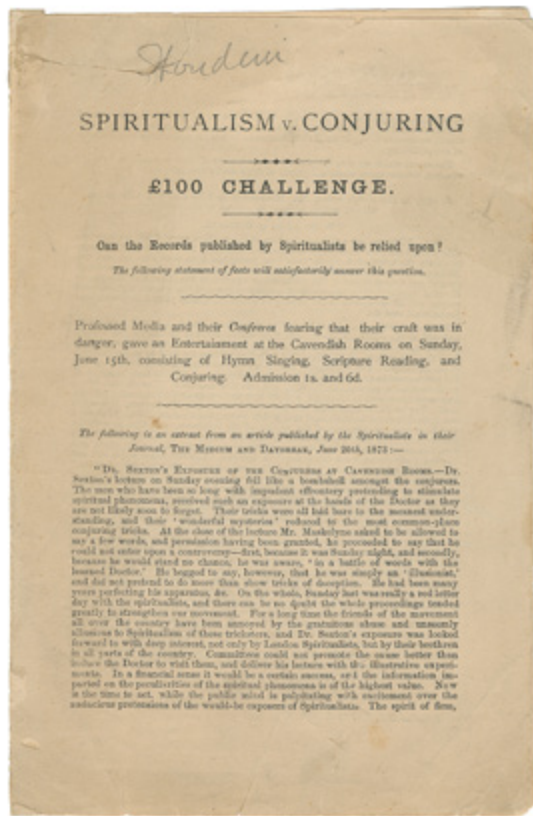 Houdini
SPIRITUALISM v. CONJURING
£100 CHALLENGE.
Can the Records published by Spiritualists be relied upon?
The following statement of facts will satisfactorily answer this question.
Professed Media and their Conferees fearing that their craft was in
danger, gave an Entertainment at the Cavendish Rooms on Sunday,
June 15th, consisting of Hymn Singing, Scripture Reading, and
Conjuring. Admission 1s. and 6d.
The following is an extract from an article published by the Spiritualists in their
Journal, THE MEDIUM AND DAYBREAK, June 20th, 1873 :—
"DR. SEXTON'S EXPOSURE OF THE CONJURERS AT CAVENDISH ROOMS.—Dr.
Sexton's lecture on Sunday evening fell like a bombshell amongst the conjurers.
The men who have been so long with impudent effrontery pretending to simulate
spiritual phenomena, received such an exposure at the hands of the Doctor as they
are not likely soon to forget. Their tricks were all laid bare to the meanest under-
standing, and their 'wonderful mysteries' reduced to the most common-place
conjuring tricks. At the close of the lecture Mr. Maskelyne asked to be allowed to
say a few words, and permission having been granted, he proceeded to say that he
could not enter upon a controversy—first, because it was Sunday night, and secondly,
because he would stand no chance, he was aware, 'in a battle of words with the
learned Doctor.' He begged to say, however, that he was simply an 'illusionist,'
and did not pretend to do more than show tricks of deception. He had been many
years perfecting his apparatus, &c. On the whole, Sunday last was really a red letter
day with the spiritualists, and there can be no doubt the whole proceedings tended
greatly to strengthen our movement. For a long time the friends of the movement
all over the country have been annoyed by the gratuitous abuse and unseemly
allusions to Spiritualism of these tricksters, and Dr. Sexton's exposure was looked
forward to with deep interest, not only by London Spiritualists, but by their brethren
in all parts of the country. Committees could not promote the cause better than
induce the Doctor to visit them, and deliver his lecture with the illustrative experi-
ments. In a financial sense it would be a certain success, and the information im-
parted on the peculiarities of the spiritual phenomena is of the highest value. Now
is the time to act, while the public mind is palpitating with excitement over the
audacious pretensions of the would-be exposers of Spiritualists. The spirit of firm,